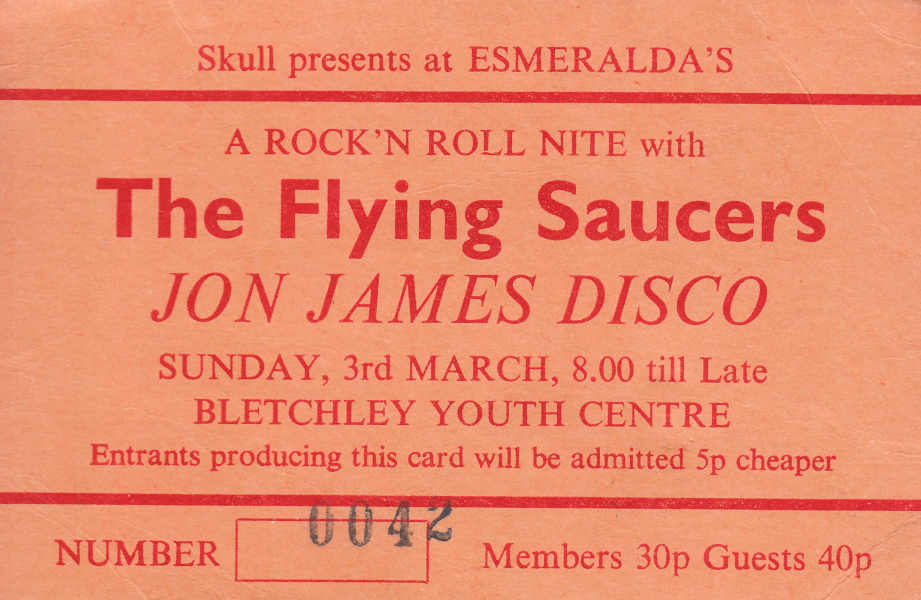 Skull presents at ESMERALDA'S
A ROCK'N ROLL NITE with
The Flying Saucers
JON JAMES DISCO
SUNDAY, 3rd MARCH, 8.00 till Late
BLETCHLEY YOUTH CENTRE
Entrants producing this card will be admitted 5p cheaper
NUMBER 0042 Members 30p Guests 40p